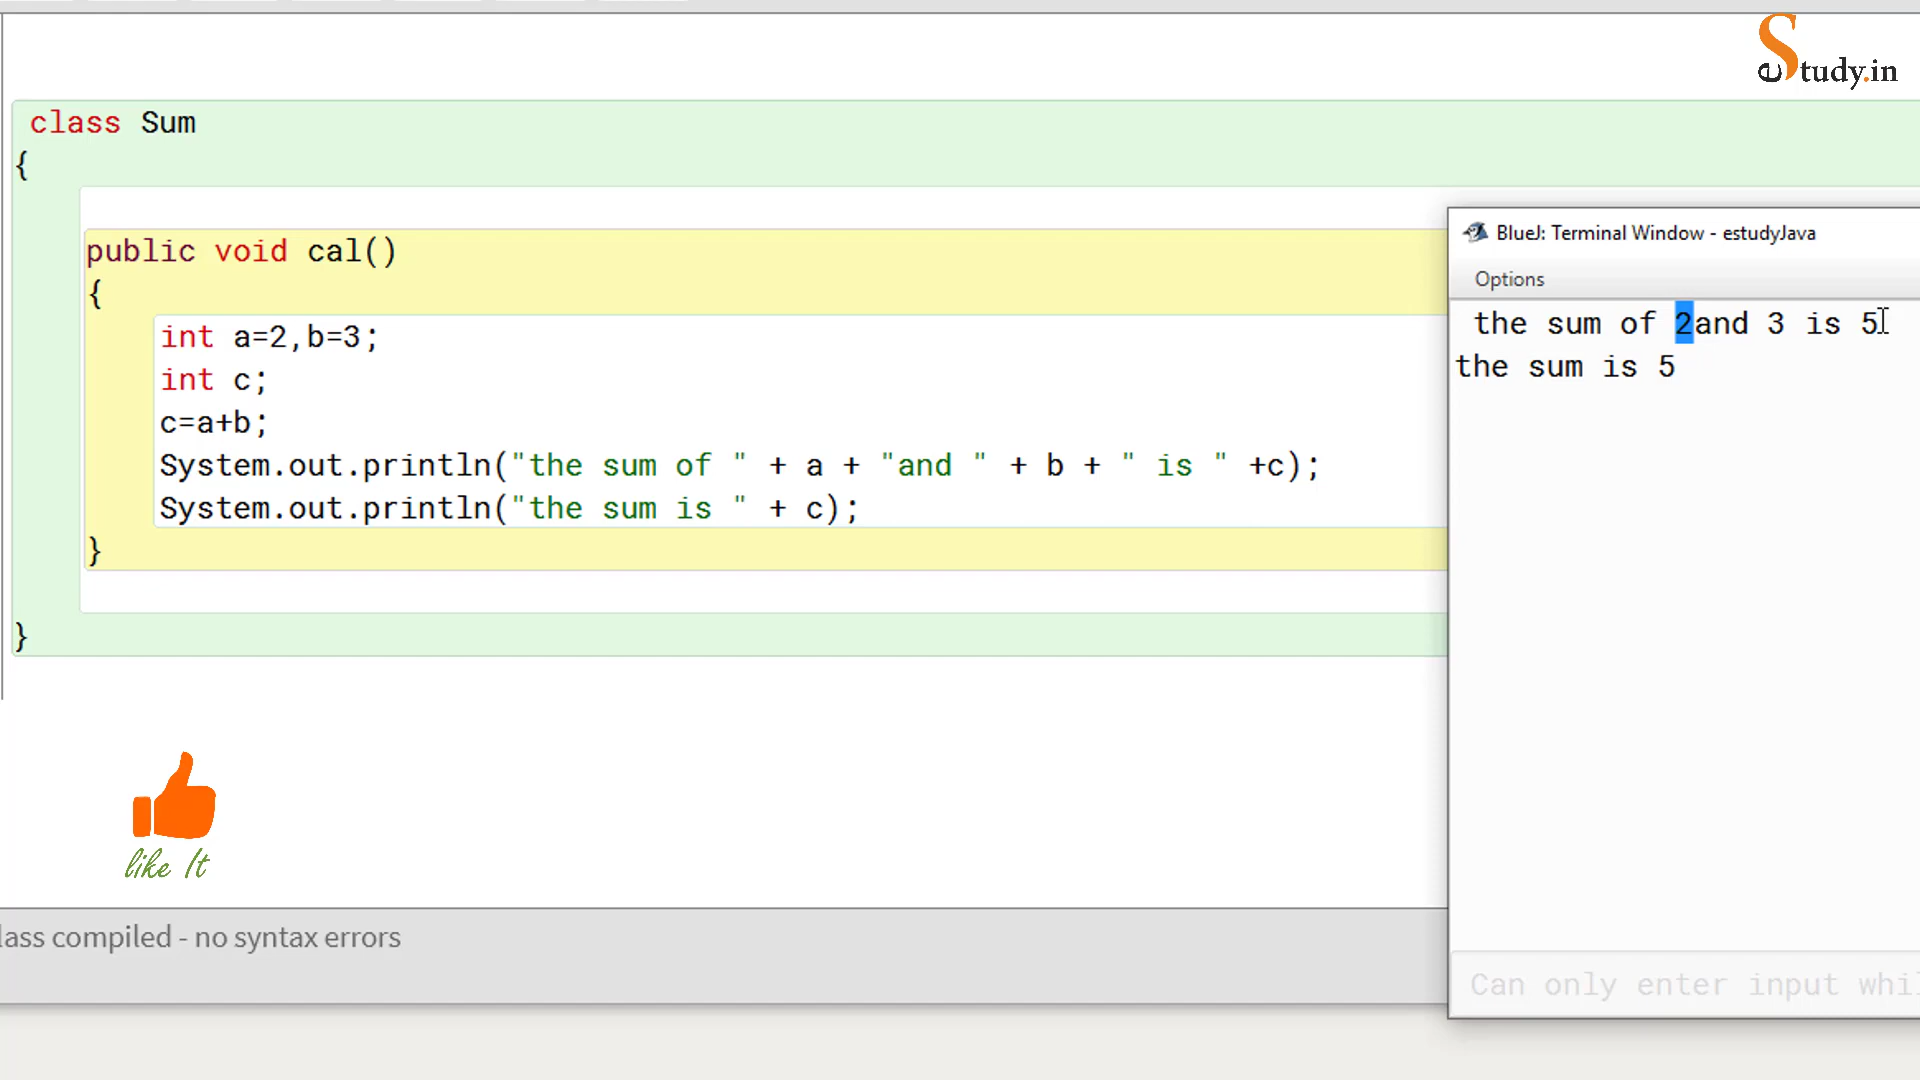 eStudy.in
class Sum
{
public void cal()
{
int a=2,b=3;
int c;
c=a+b;
System.out.println("the sum of " + a + "and " + b + " is " +c);
System.out.println("the sum is " + c);
}
}
BlueJ: Terminal Window - estudyJava
Options
the sum of 2and 3 is 5
the sum is 5
like It
lass compiled - no syntax errors
Can only enter input whil